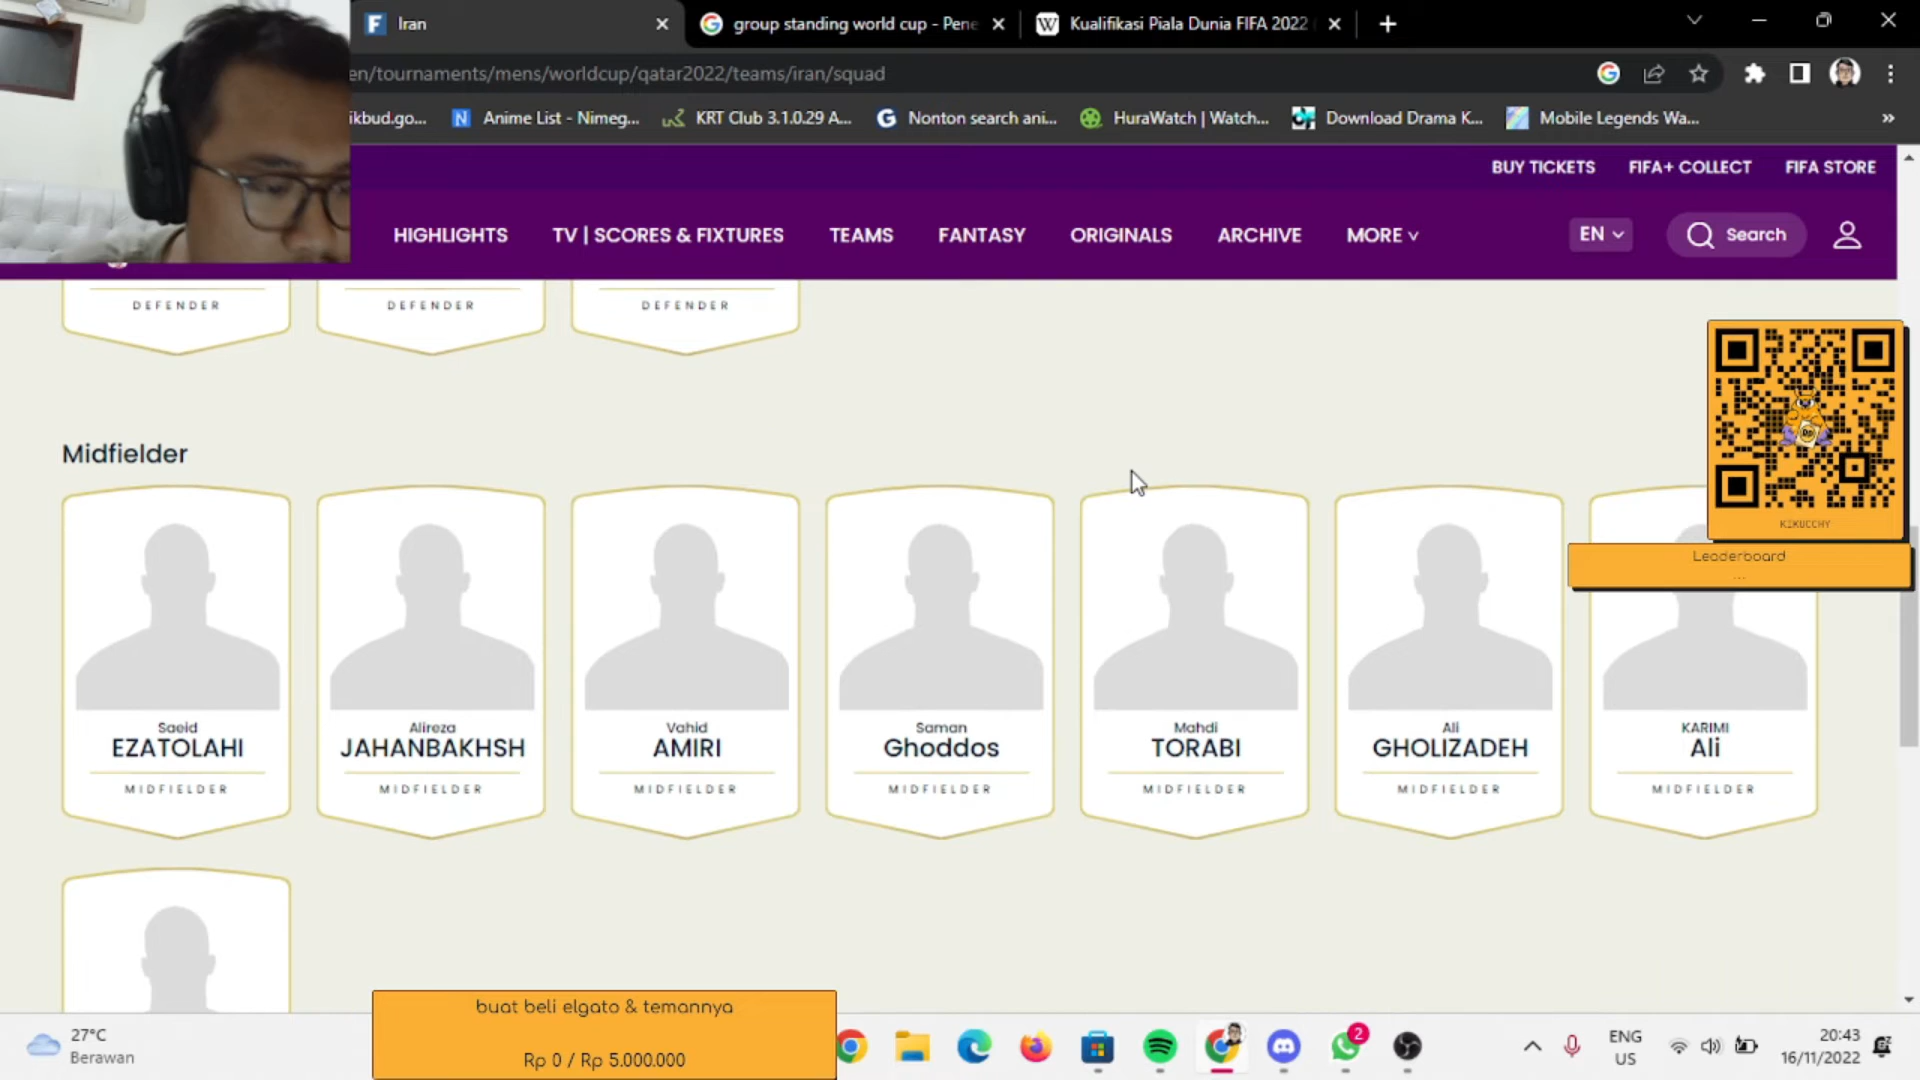 Iran
group standing world cup - Pene
Kualifikasi Piala Dunia FIFA 2022
en/tournaments/mens/worldcup/qatar2022/teams/iran/squad
ikbud.go...
Anime List - Nimeg...
KRT Club 3.1.0.29 A...
Nonton search ani...
HuraWatch | Watch...
Download Drama K...
Mobile Legends Wa...
»
BUY TICKETS
FIFA+ COLLECT
FIFA STORE
HIGHLIGHTS
TV | SCORES & FIXTURES
TEAMS
FANTASY
ORIGINALS
ARCHIVE
MORE
EN
Search
DEFENDER
DEFENDER
DEFENDER
KIKUCCHY
Leaderboard
...
Midfielder
Saeid
EZATOLAHI
MIDFIELDER
Alireza
JAHANBAKHSH
MIDFIELDER
Vahid
AMIRI
MIDFIELDER
Saman
Ghoddos
MIDFIELDER
Mahdi
TORABI
MIDFIELDER
Ali
GHOLIZADEH
MIDFIELDER
KARIMI
Ali
MIDFIELDER
buat beli elgato & temannya
Rp 0 / Rp 5.000.000
27°C
Berawan
2
ENG
US
20:43
16/11/2022